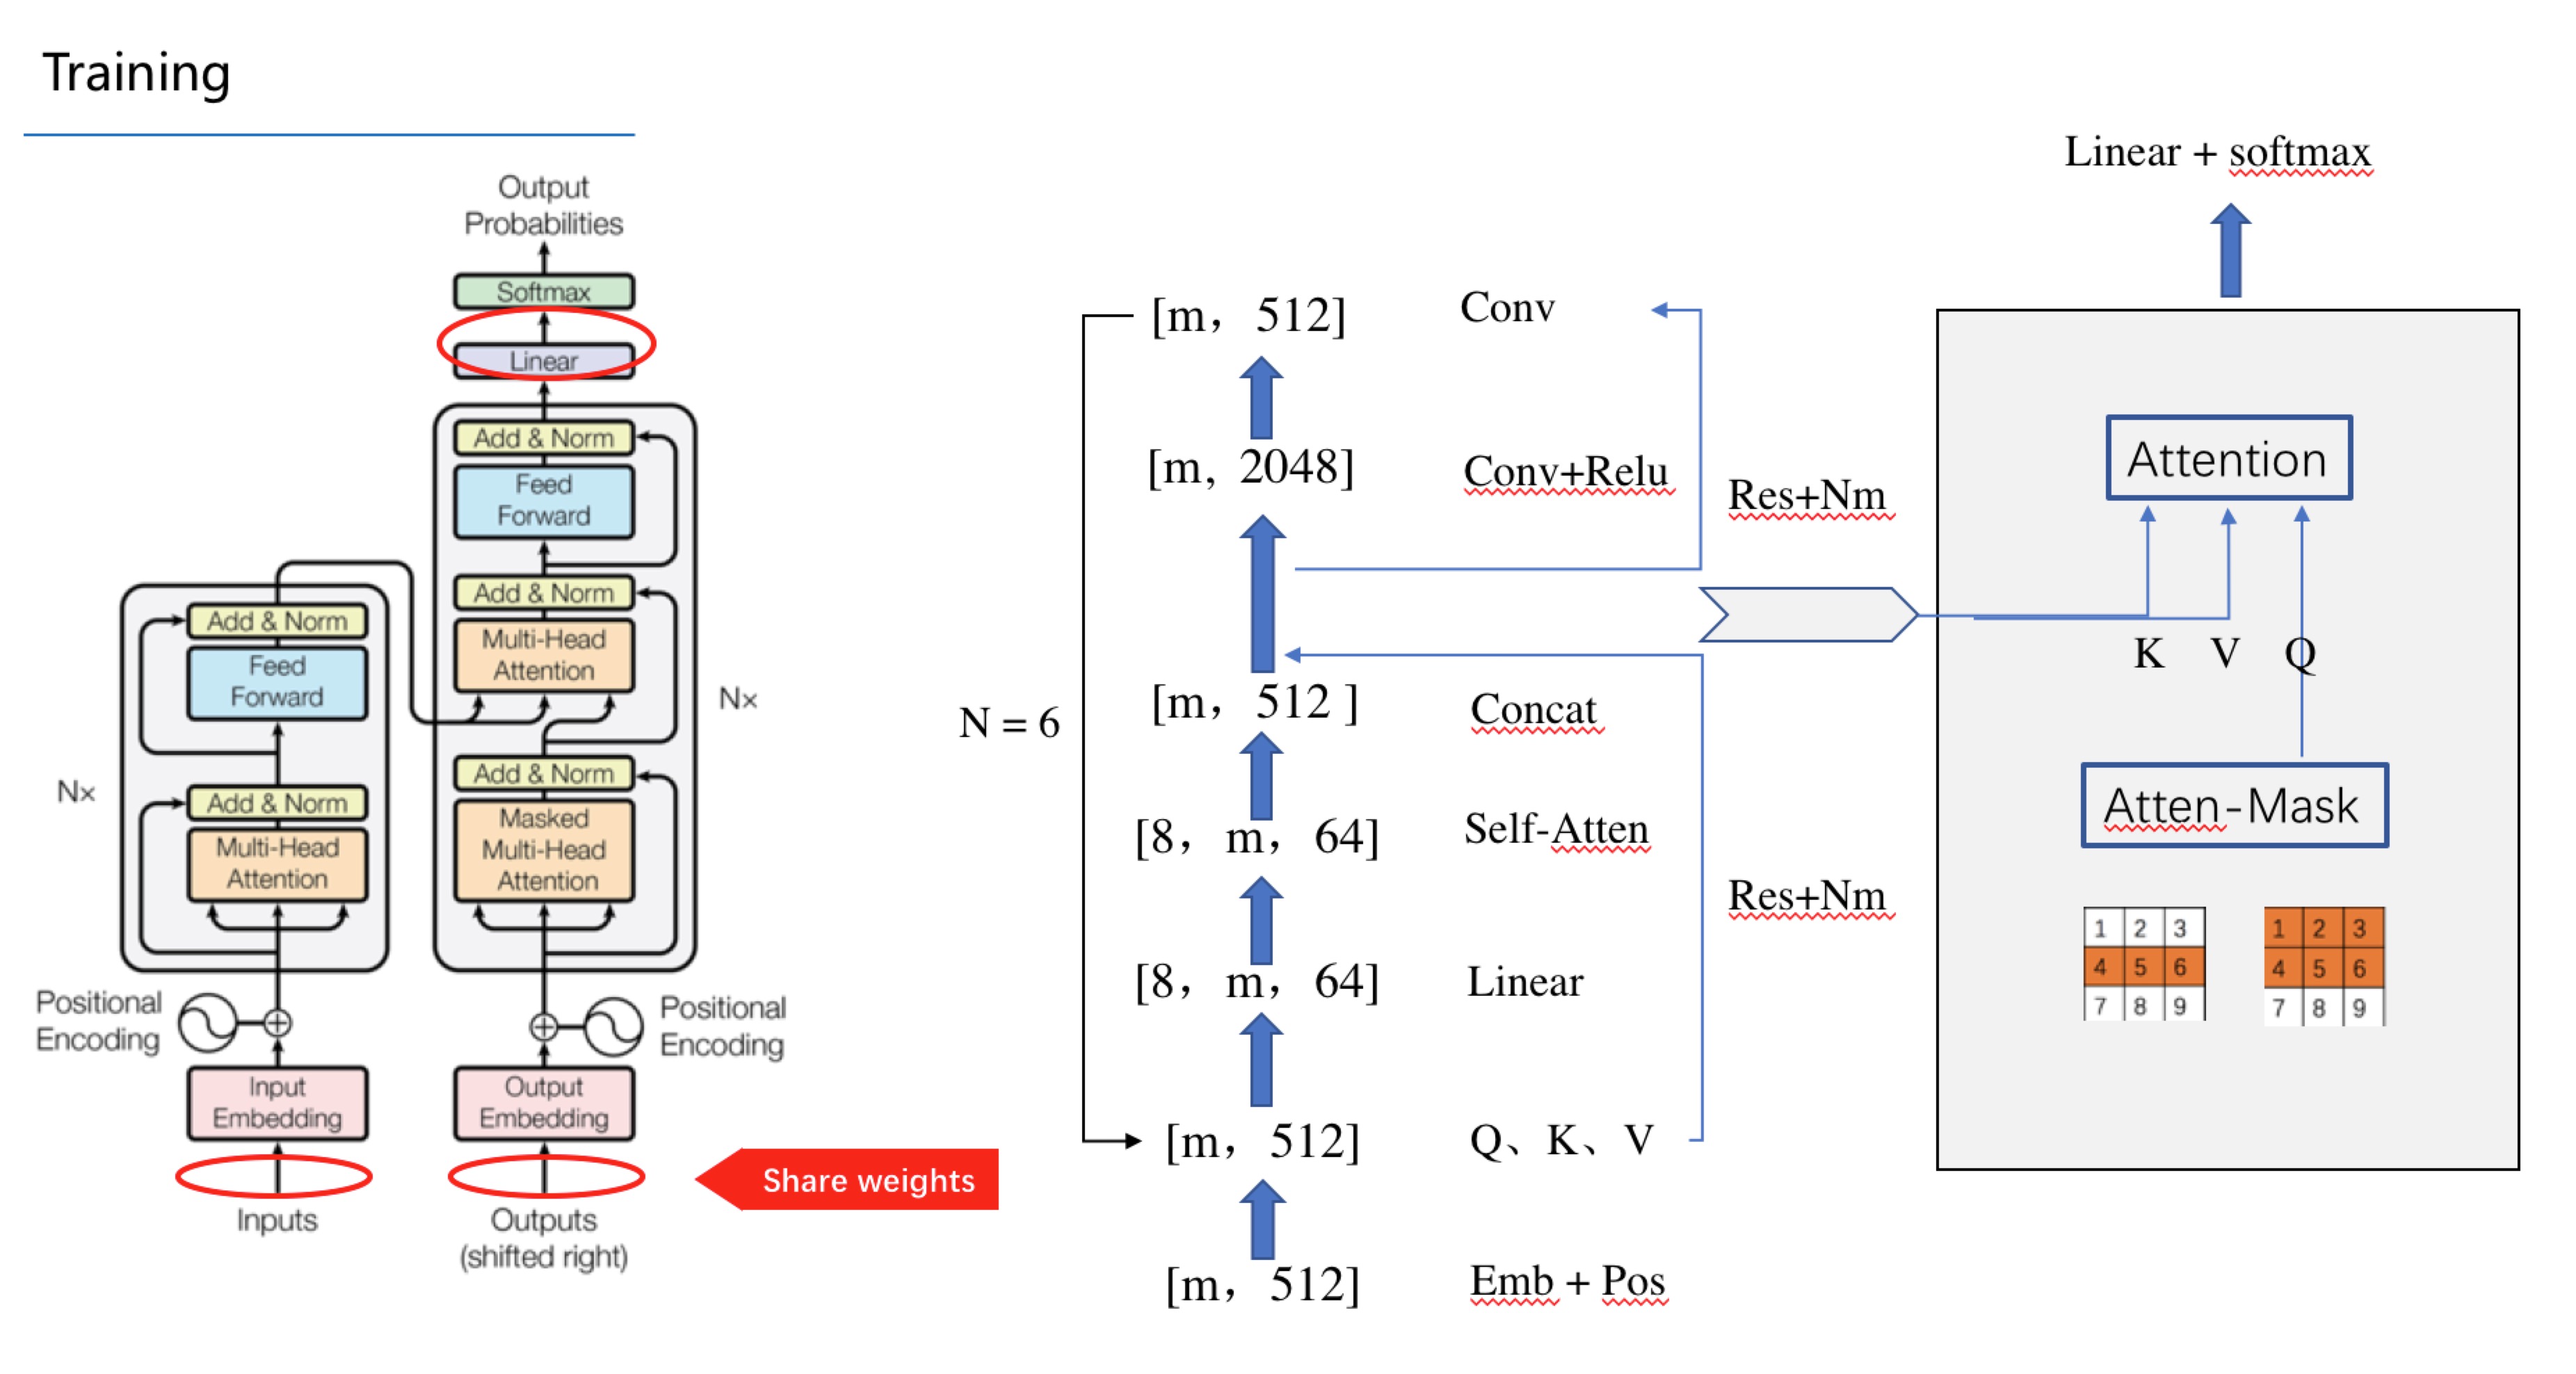 Training
Output
Probabilities
Softmax
Linear
Add & Norm
Feed
Forward
Add & Norm
Multi-Head
Attention
Nx
Add & Norm
Masked
Multi-Head
Attention
Add & Norm
Feed
Forward
Nx
Add & Norm
Multi-Head
Attention
Positional
Encoding
Positional
Encoding
Input
Embedding
Output
Embedding
Inputs
Outputs
(shifted right)
Share weights
N = 6
[m, 512] Conv
[m, 2048] Conv+Relu
Res+Nm
[m, 512 ] Concat
[8, m, 64] Self-Atten
Res+Nm
[8, m, 64] Linear
[m, 512] Q、K、V
[m, 512] Emb + Pos
Linear + softmax
Attention
K V Q
Atten-Mask
1 2 3
4 5 6
7 8 9
1 2 3
4 5 6
7 8 9